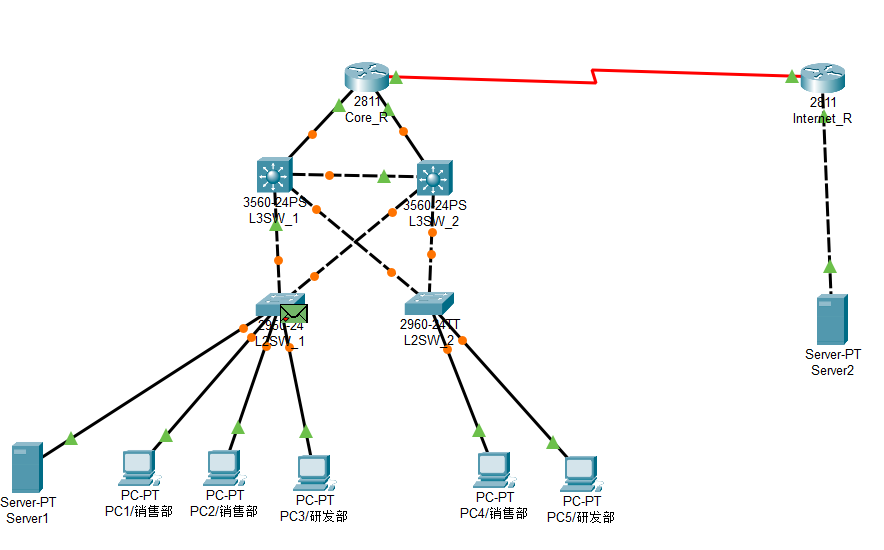 2811
Core_R
2811
Internet_R
3560-24PS
L3SW_1
3560-24PS
L3SW_2
2960-24
L2SW_1
2960-24TT
L2SW_2
Server-PT
Server2
Server-PT
Server1
PC-PT
PC1/销售部
PC-PT
PC2/销售部
PC-PT
PC3/研发部
PC-PT
PC4/销售部
PC-PT
PC5/研发部